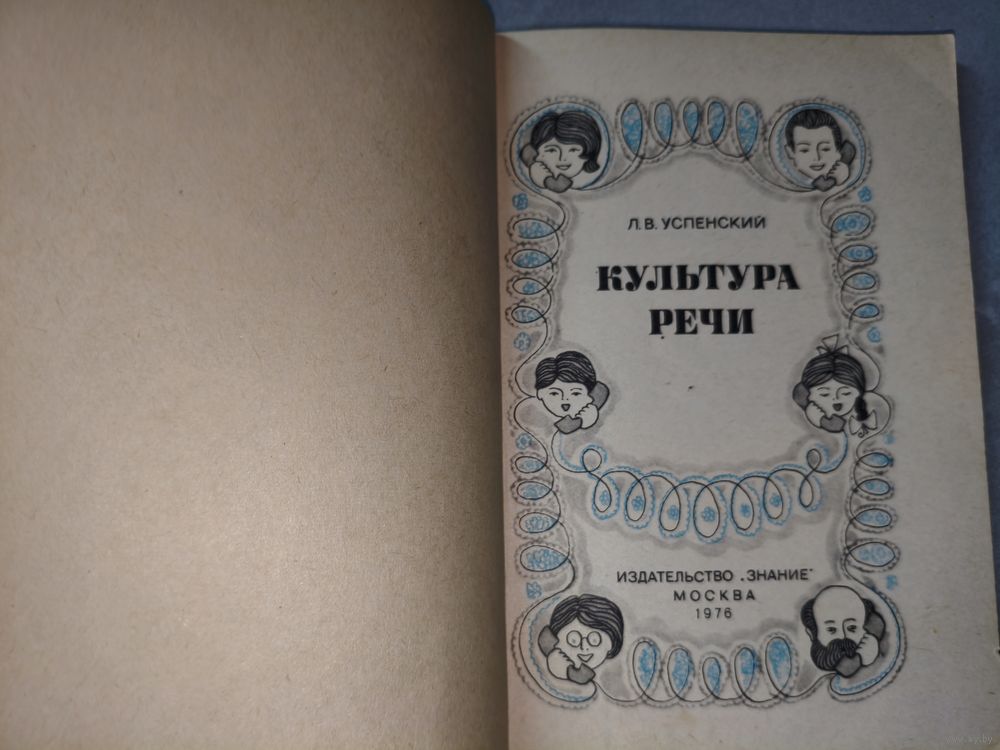 Л. В. УСПЕНСКИЙ
КУЛЬТУРА
РЕЧИ
ИЗДАТЕЛЬСТВО „ЗНАНИЕ"
МОСКВА
1976